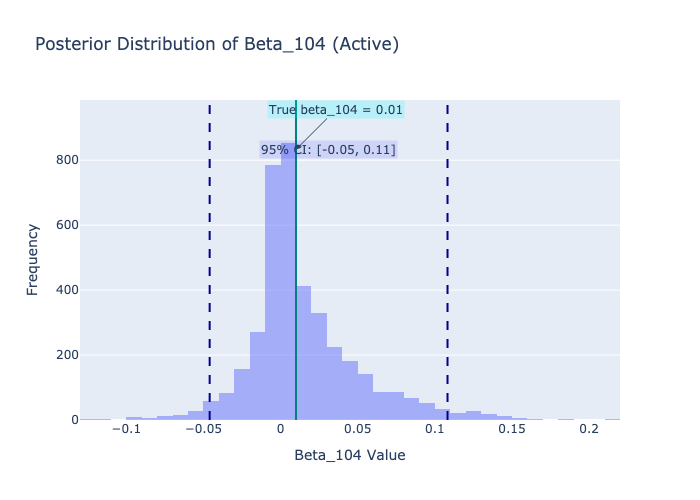 Posterior Distribution of Beta_104 (Active)
True beta_104 = 0.01
95% CI: [-0.05, 0.11]
800
600
400
200
0
Frequency
−0.1
−0.05
0
0.05
0.1
0.15
0.2
Beta_104 Value